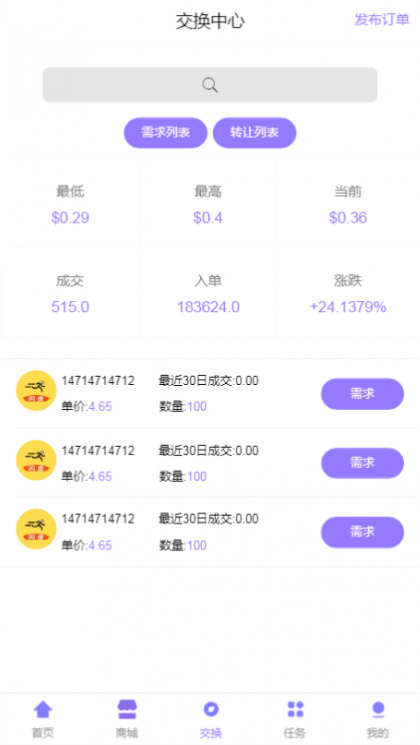 交换中心 发布订单
需求列表 转让列表
最低 最高 当前
$0.29 $0.4 $0.36
成交 入单 涨跌
515.0 183624.0 +24.1379%
14714714712 最近30日成交:0.00
单价:4.65 数量:100 需求
14714714712 最近30日成交:0.00
单价:4.65 数量:100 需求
14714714712 最近30日成交:0.00
单价:4.65 数量:100 需求
首页 商城 交换 任务 我的